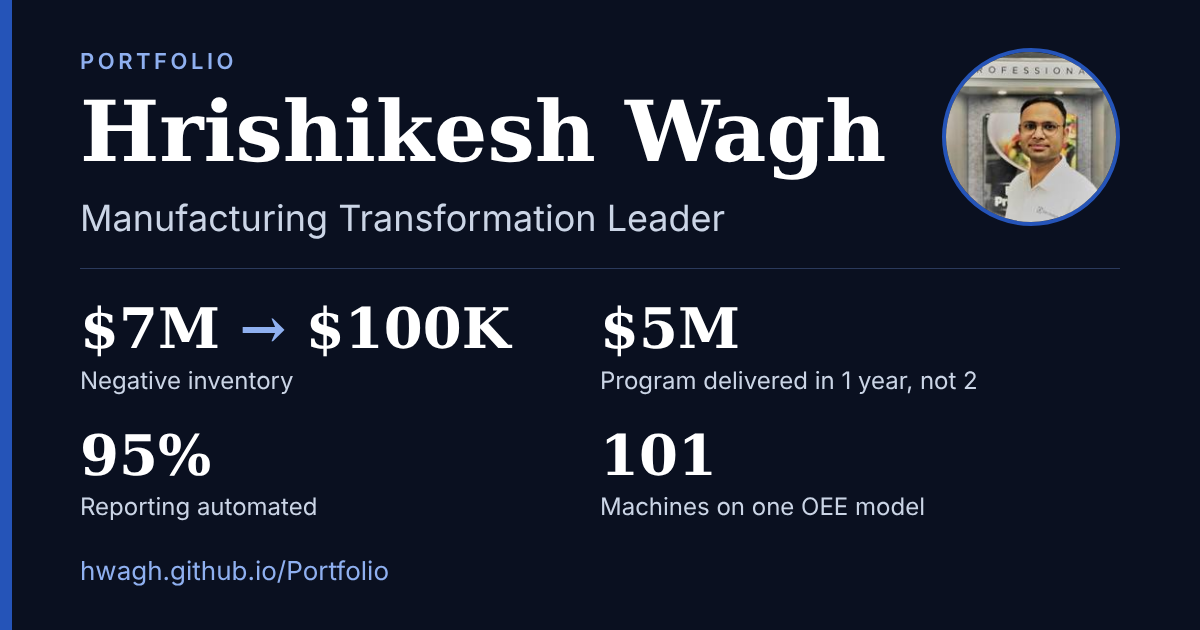 PORTFOLIO
Hrishikesh Wagh
Manufacturing Transformation Leader
$7M → $100K
Negative inventory
$5M
Program delivered in 1 year, not 2
95%
Reporting automated
101
Machines on one OEE model
hwagh.github.io/Portfolio